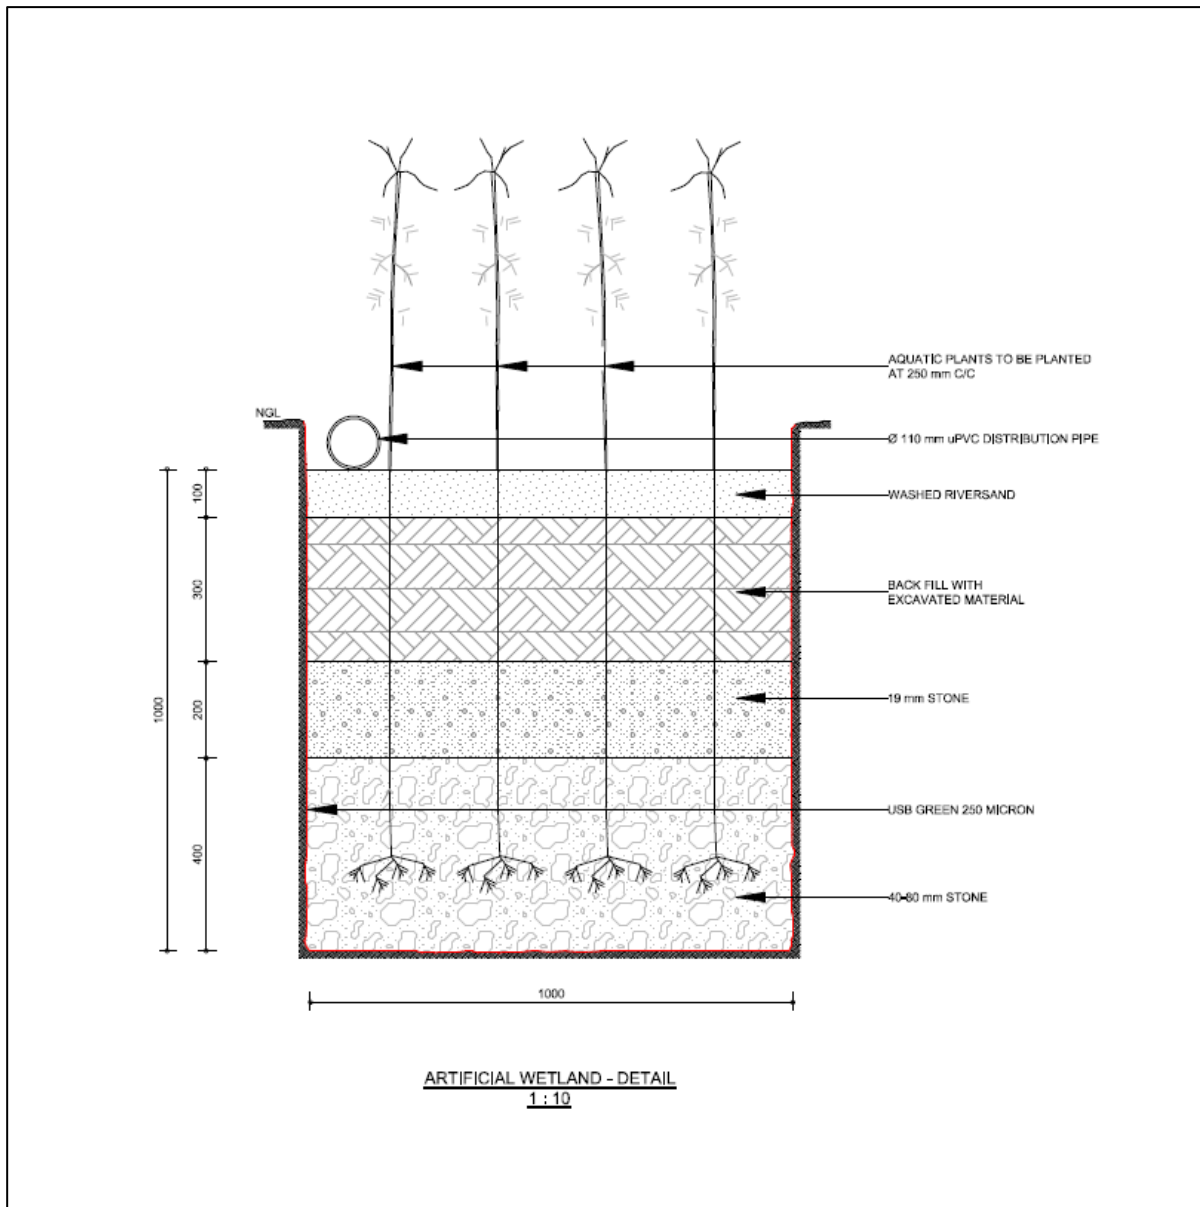 AQUATIC PLANTS TO BE PLANTED
AT 250 mm C/C
NGL
Ø 110 mm uPVC DISTRIBUTION PIPE
100
WASHED RIVERSAND
300
BACK FILL WITH
EXCAVATED MATERIAL
200
19 mm STONE
1000
USB GREEN 250 MICRON
400
40-80 mm STONE
1000
ARTIFICIAL WETLAND - DETAIL
1 : 10